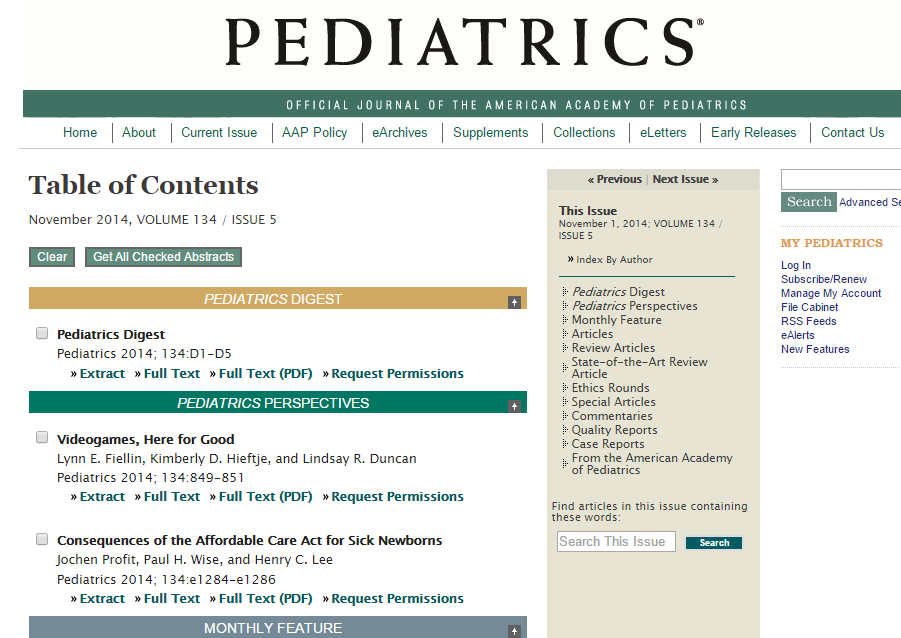 PEDIATRICS®
OFFICIAL JOURNAL OF THE AMERICAN ACADEMY OF PEDIATRICS
Home About Current Issue AAP Policy eArchives Supplements Collections eLetters Early Releases Contact Us
Table of Contents
November 2014, VOLUME 134 / ISSUE 5
Clear Get All Checked Abstracts
PEDIATRICS DIGEST
Pediatrics Digest
Pediatrics 2014; 134:D1-D5
» Extract » Full Text » Full Text (PDF) » Request Permissions
PEDIATRICS PERSPECTIVES
Videogames, Here for Good
Lynn E. Fiellin, Kimberly D. Hieftje, and Lindsay R. Duncan
Pediatrics 2014; 134:849-851
» Extract » Full Text » Full Text (PDF) » Request Permissions
Consequences of the Affordable Care Act for Sick Newborns
Jochen Profit, Paul H. Wise, and Henry C. Lee
Pediatrics 2014; 134:e1284-e1286
» Extract » Full Text » Full Text (PDF) » Request Permissions
MONTHLY FEATURE
« Previous | Next Issue »
This Issue
November 1, 2014; VOLUME 134 /
ISSUE 5
» Index By Author
Pediatrics Digest
Pediatrics Perspectives
Monthly Feature
Articles
Review Articles
State-of-the-Art Review
Article
Ethics Rounds
Special Articles
Commentaries
Quality Reports
Case Reports
From the American Academy
of Pediatrics
Find articles in this issue containing
these words:
Search This Issue Search
Search Advanced Se
MY PEDIATRICS
Log In
Subscribe/Renew
Manage My Account
File Cabinet
RSS Feeds
eAlerts
New Features